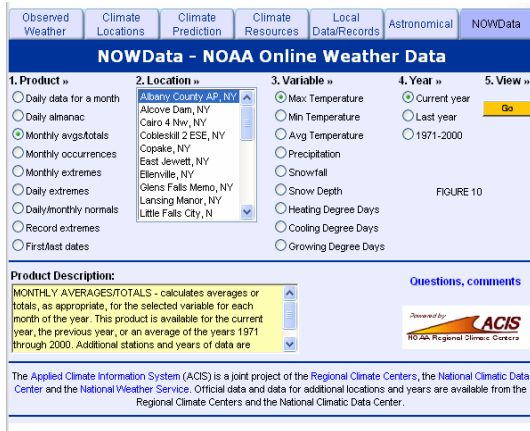 Observed Weather
Climate Locations
Climate Prediction
Climate Resources
Local Data/Records
Astronomical
NOWData
NOWData - NOAA Online Weather Data
1. Product »
Daily data for a month
Daily almanac
Monthly avgs/totals
Monthly occurrences
Monthly extremes
Daily extremes
Daily/monthly normals
Record extremes
First/last dates
2. Location »
Albany County AP, NY
Alcove Dam, NY
Cairo 4 Nw, NY
Cobleskill 2 ESE, NY
Copake, NY
East Jewett, NY
Ellenville, NY
Glens Falls Memo, NY
Lansing Manor, NY
Little Falls City, N
3. Variable »
Max Temperature
Min Temperature
Avg Temperature
Precipitation
Snowfall
Snow Depth
Heating Degree Days
Cooling Degree Days
Growing Degree Days
4. Year »
Current year
Last year
1971-2000
5. View »
Go
FIGURE 10
Product Description:
MONTHLY AVERAGES/TOTALS - calculates averages or
totals, as appropriate, for the selected variable for each
month of the year. This product is available for the current
year, the previous year, or an average of the years 1971
through 2000. Additional stations and years of data are
Questions, comments
Powered by
ACIS
NOAA Regional Climate Centers
The Applied Climate Information System (ACIS) is a joint project of the Regional Climate Centers, the National Climatic Data
Center and the National Weather Service. Official data and data for additional locations and years are available from the
Regional Climate Centers and the National Climatic Data Center.